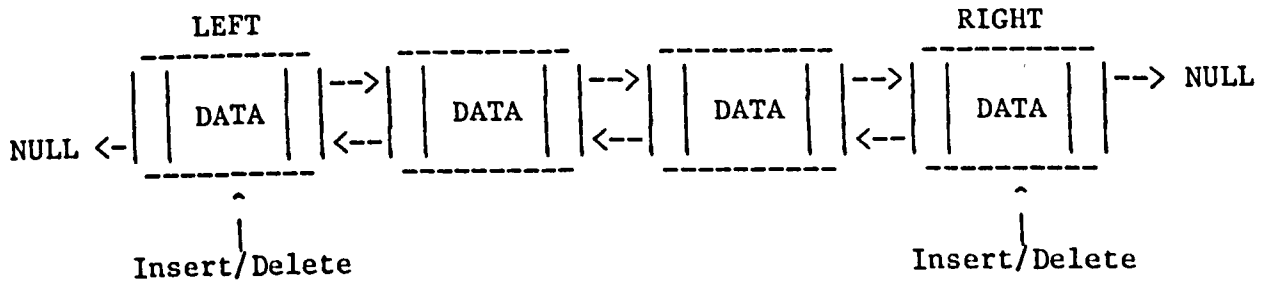 LEFT RIGHT
DATA DATA DATA DATA NULL
NULL
Insert/Delete Insert/Delete